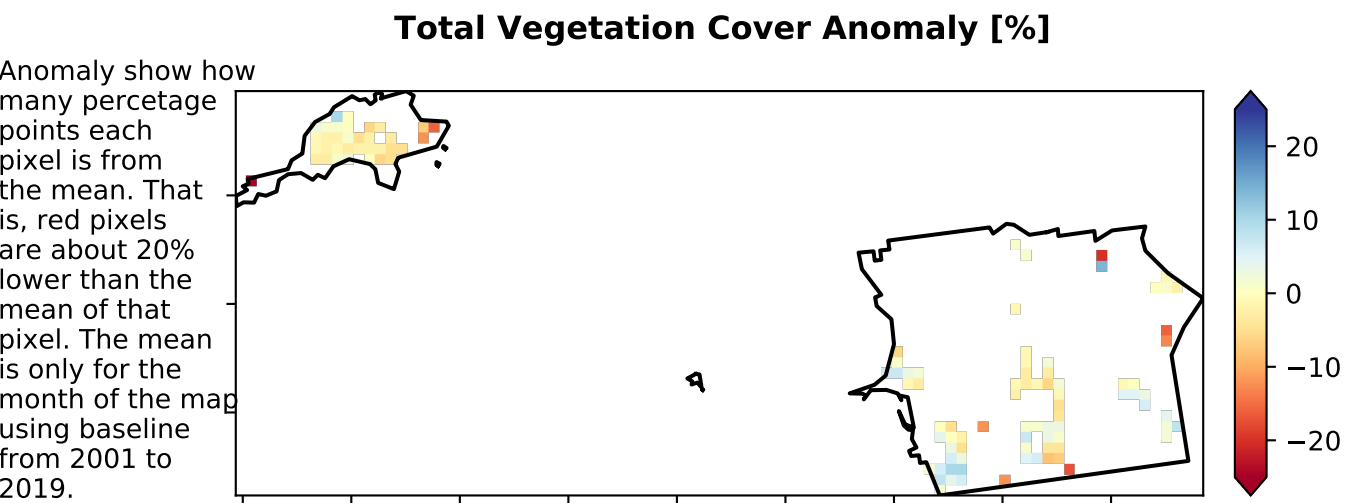 Total Vegetation Cover Anomaly [%]
Anomaly show how
many percetage
points each
pixel is from
the mean. That
is, red pixels
are about 20%
lower than the
mean of that
pixel. The mean
is only for the
month of the map
using baseline
from 2001 to
2019.
20
10
0
−10
−20